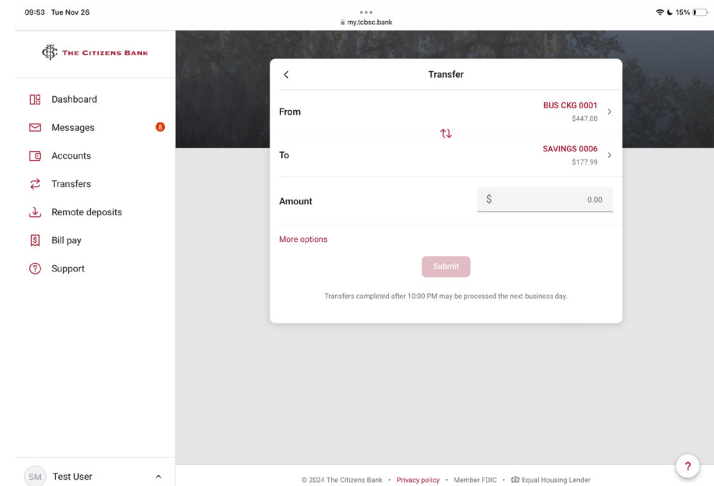 09:53 Tue Nov 26
my.tcbsc.bank
15%
THE CITIZENS BANK
Dashboard
Messages
8
Accounts
Transfers
Remote deposits
Bill pay
Support
SM
Test User
Transfer
From
BUS CKG 0001
$447.00
To
SAVINGS 0006
$177.99
Amount
$
0.00
More options
Submit
Transfers completed after 10:00 PM may be processed the next business day.
© 2024 The Citizens Bank • Privacy policy • Member FDIC • Equal Housing Lender
?